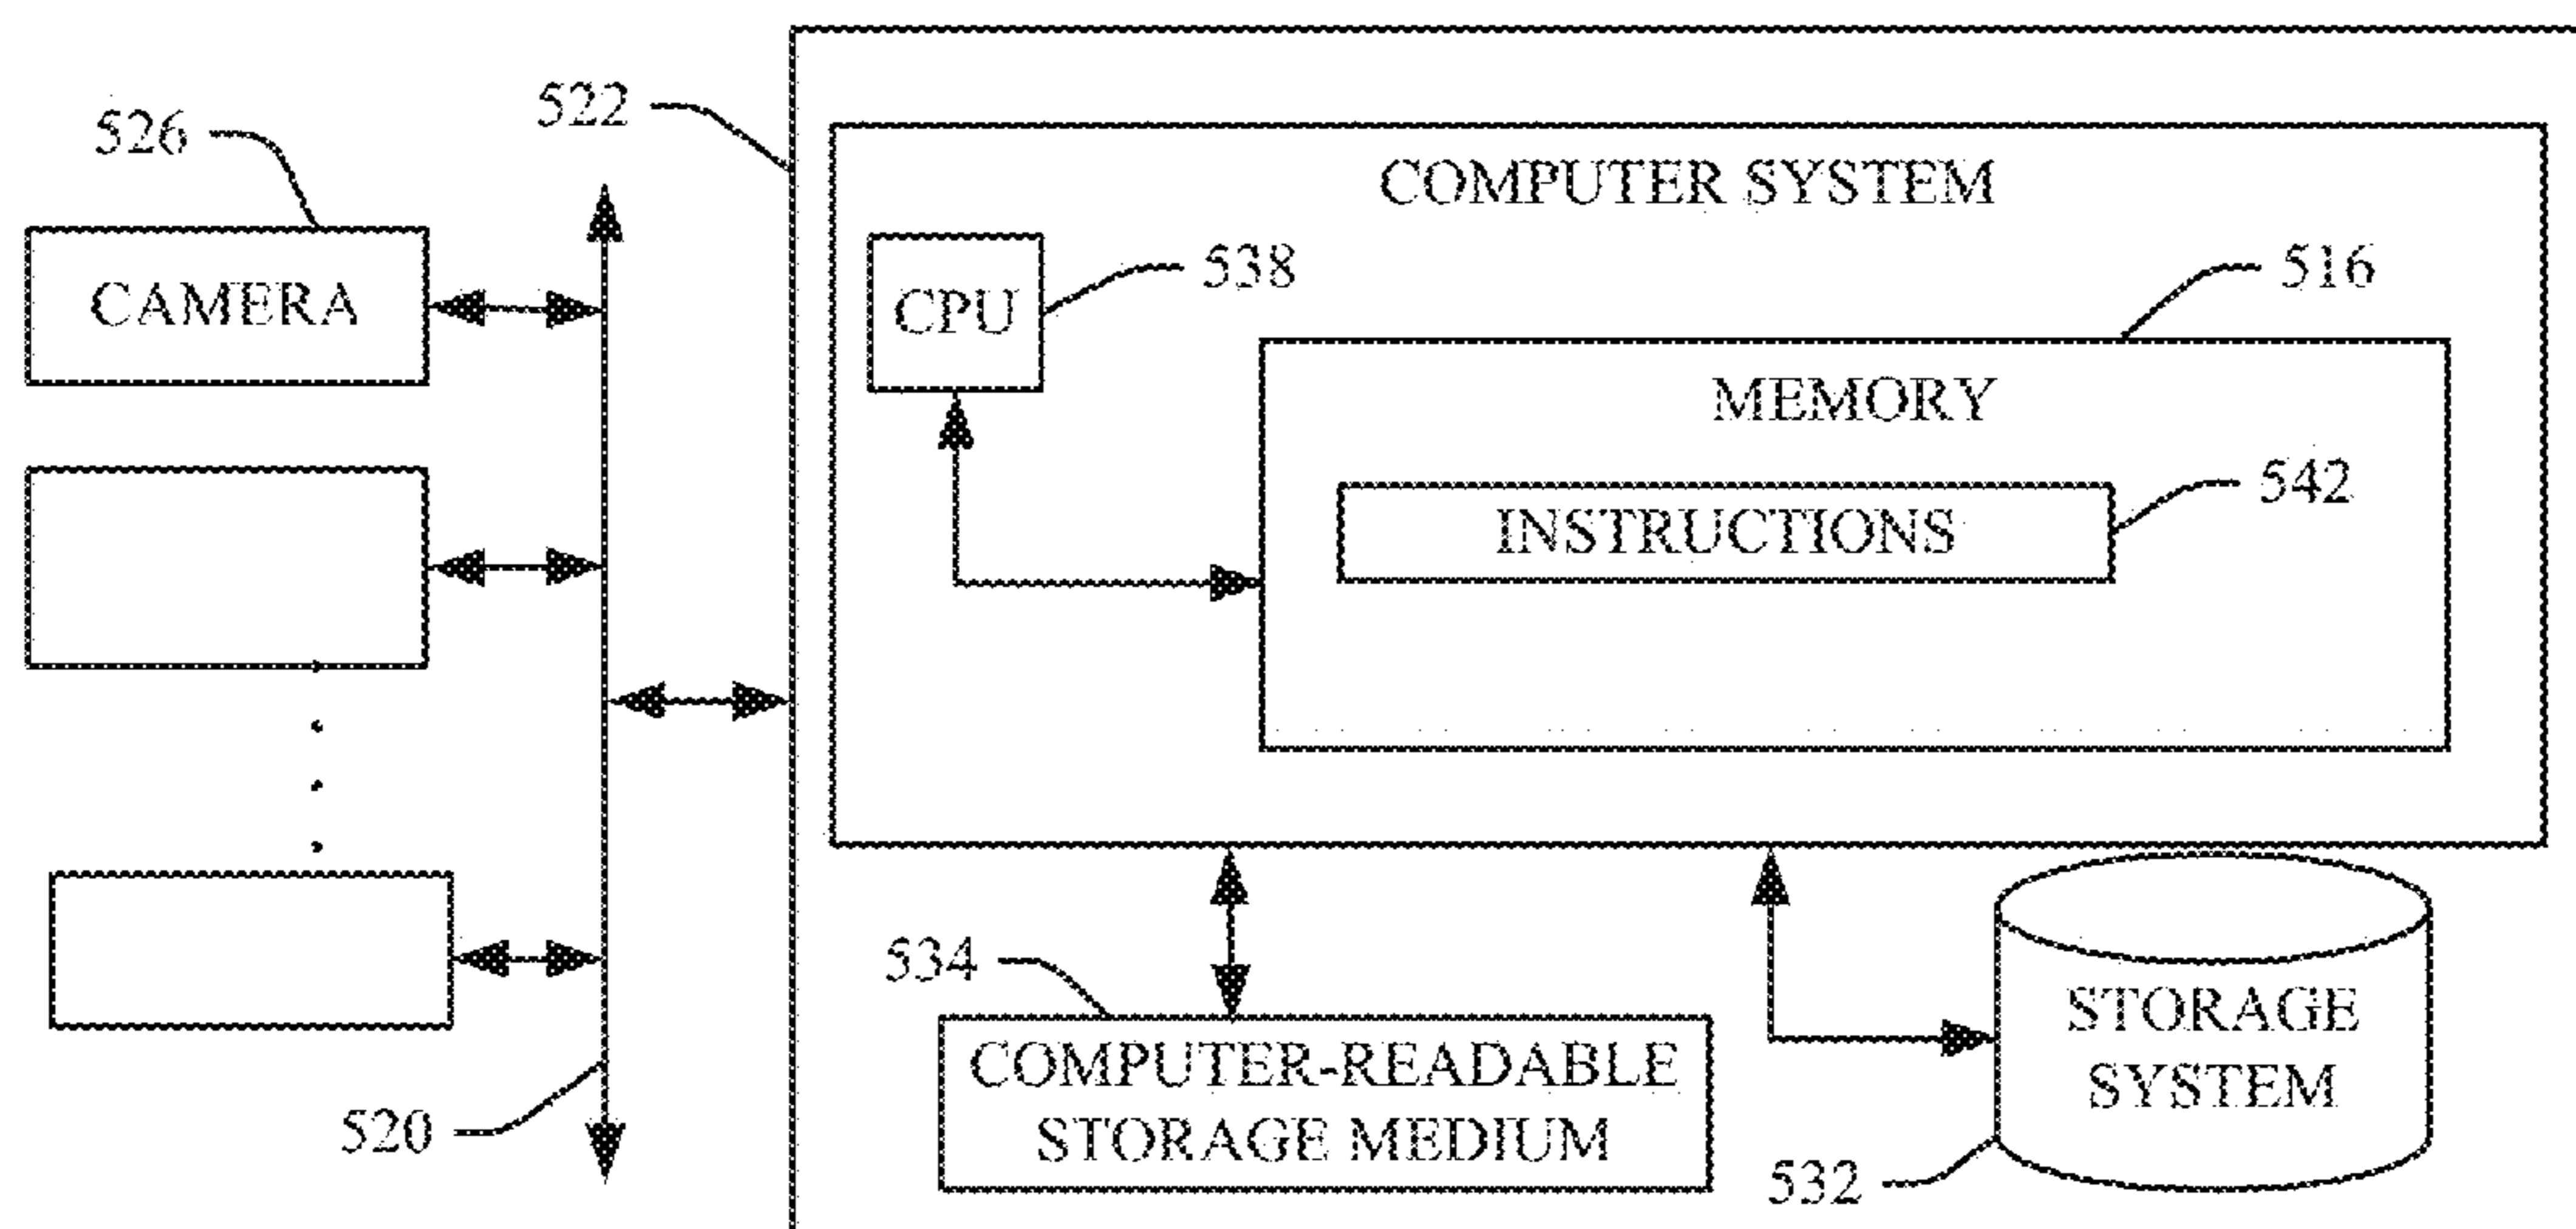 522
526
COMPUTER SYSTEM
CAMERA
CPU
538
516
MEMORY
542
INSTRUCTIONS
534
COMPUTER-READABLE
STORAGE MEDIUM
STORAGE
SYSTEM
520
532